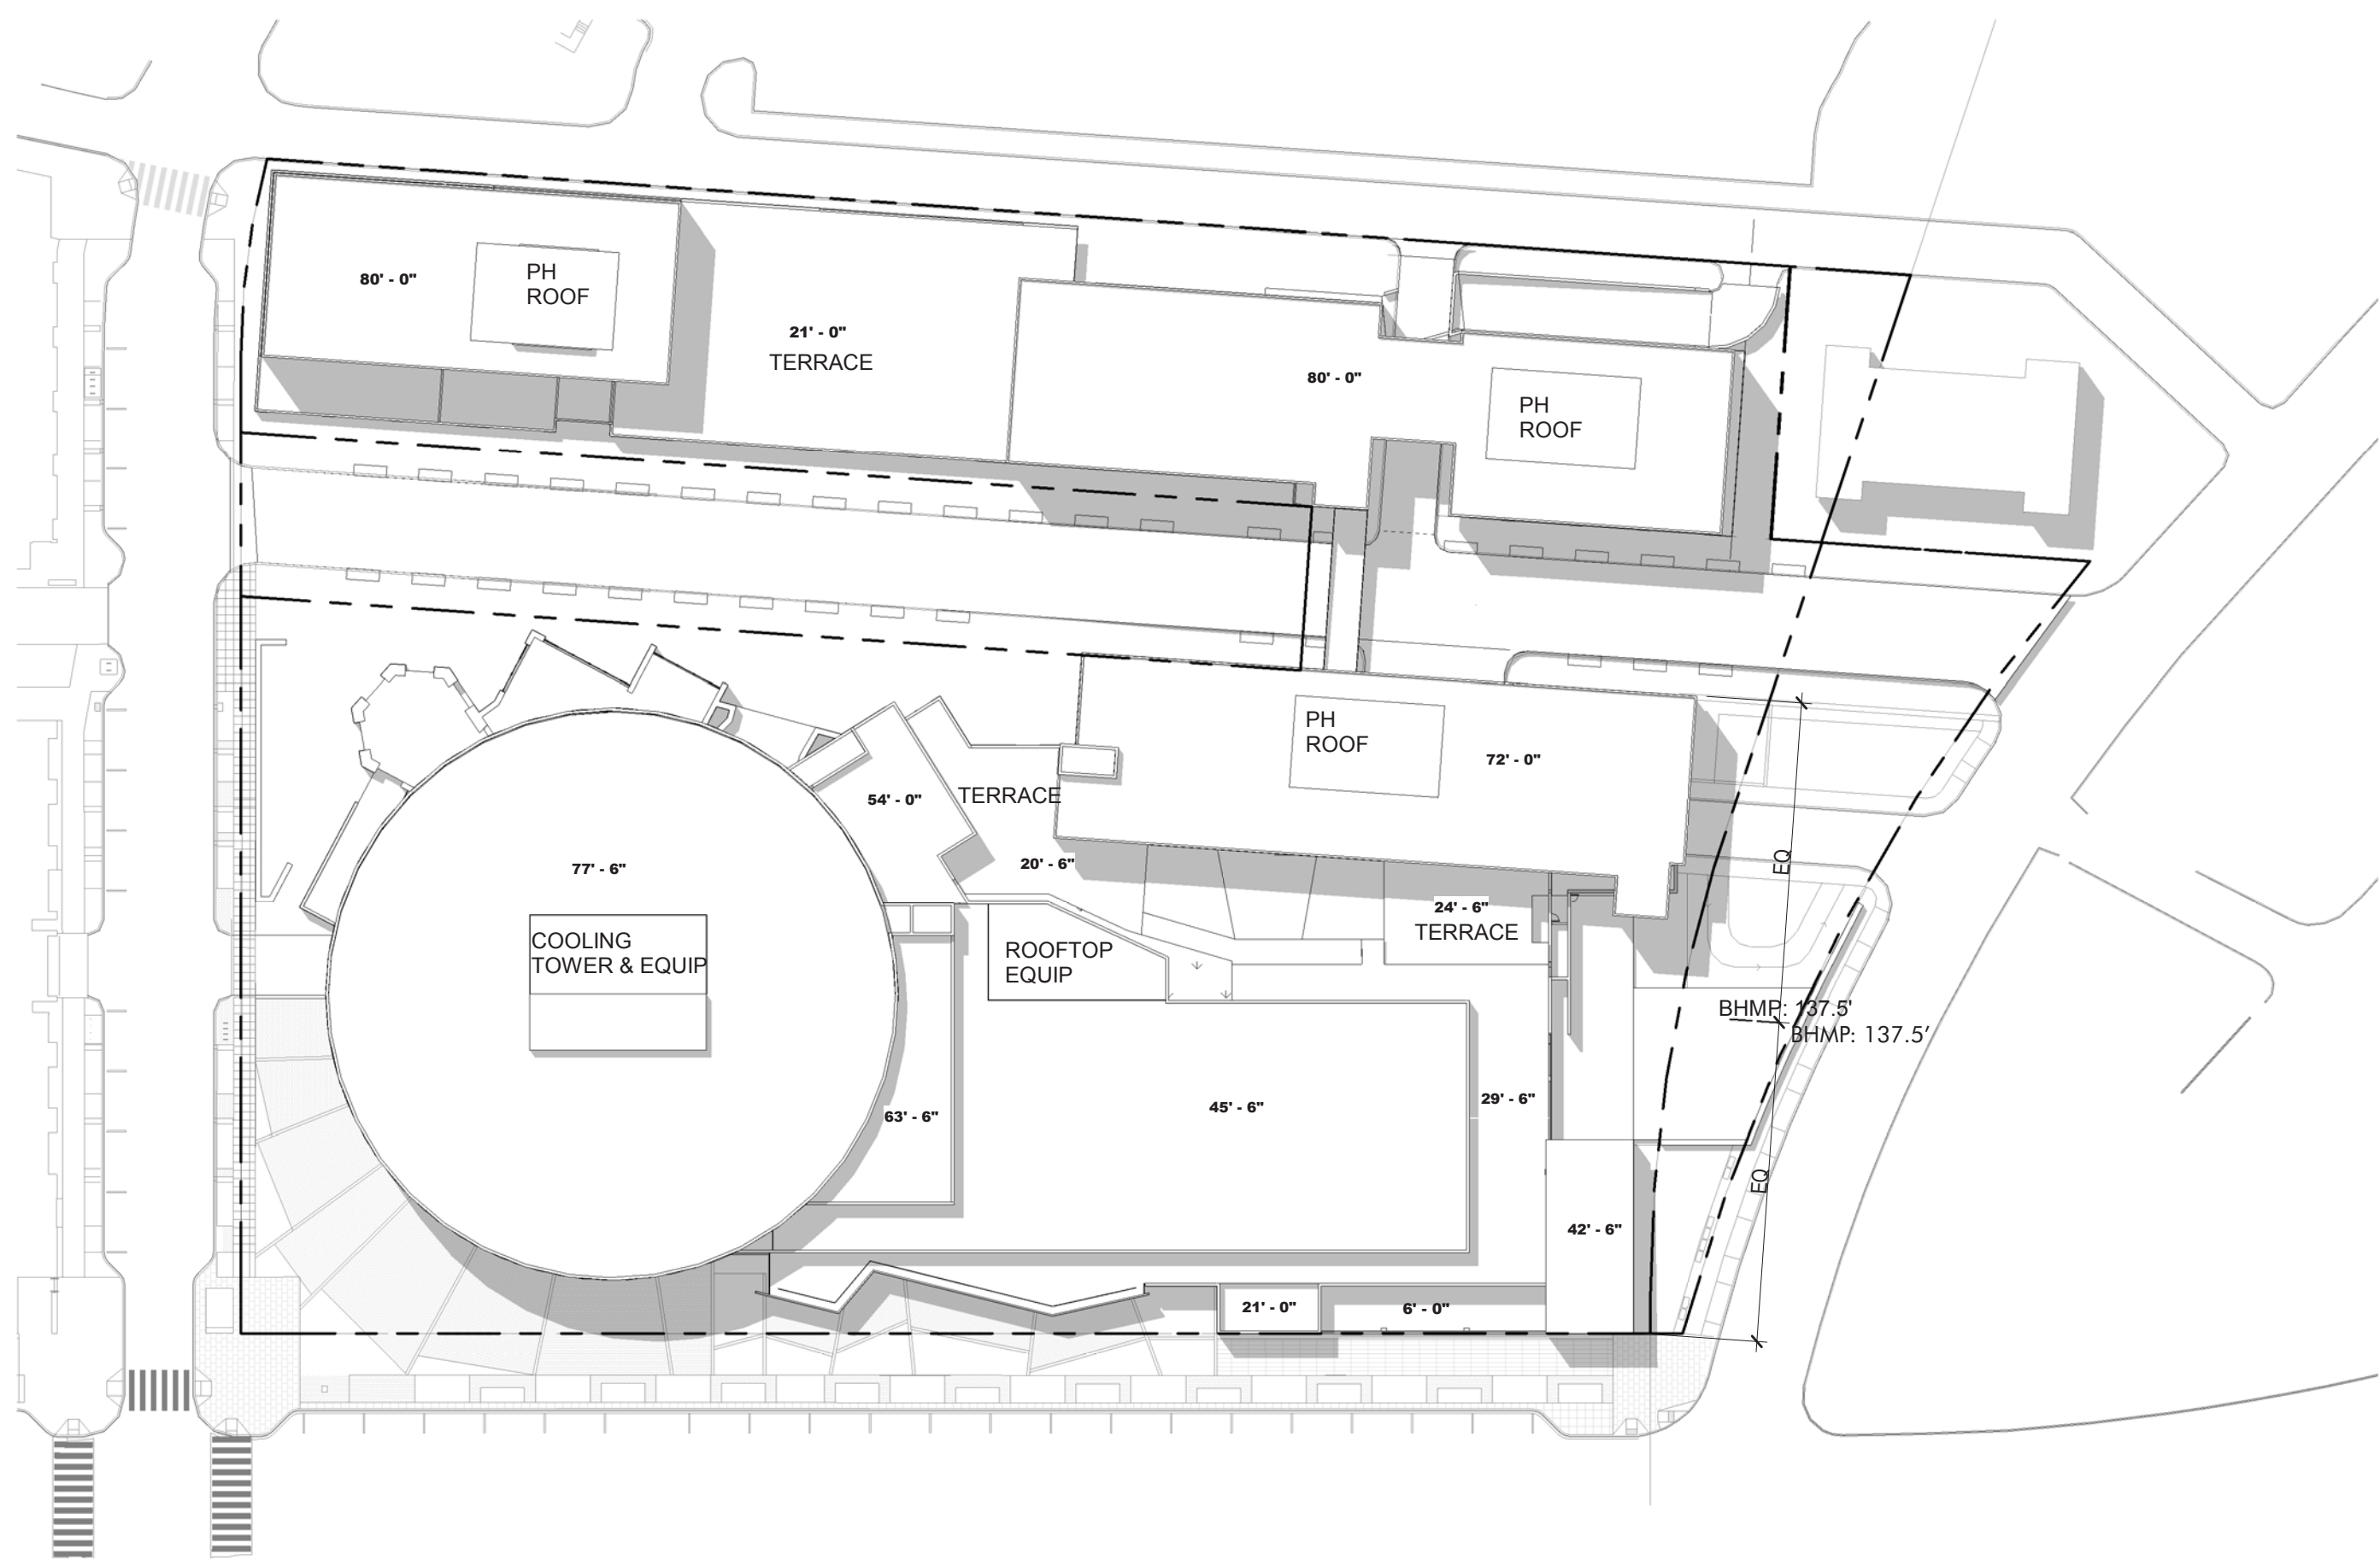 PH
ROOF
80' - 0"
21' - 0"
TERRACE
80' - 0"
PH
ROOF
PH
ROOF
72' - 0"
54' - 0"
TERRACE
20' - 6"
77' - 6"
EQ
24' - 6"
TERRACE
COOLING
TOWER & EQUIP
ROOFTOP
EQUIP
BHMP: 137.5'
BHMP: 137.5'
63' - 6"
45' - 6"
29' - 6"
EQ
42' - 6"
21' - 0"
6' - 0"